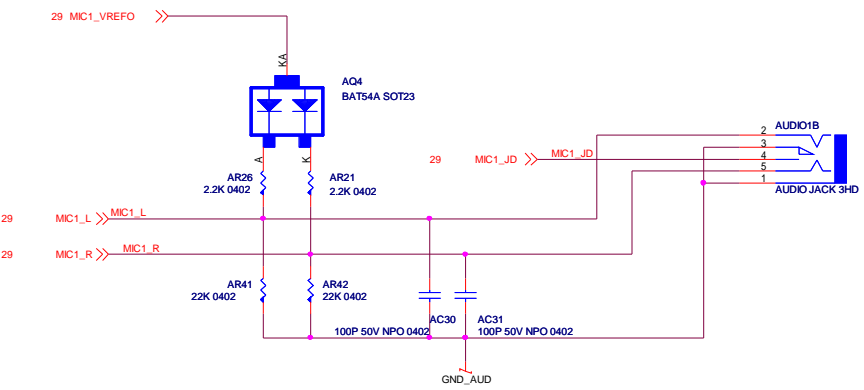 29 MIC1_VREFO
KA
AQ4
BAT54A SOT23
A
K
AR26
2.2K 0402
AR21
2.2K 0402
29 MIC1_JD
MIC1_JD
2
3
4
5
1
AUDIO1B
AUDIO JACK 3HD
29 MIC1_L
MIC1_L
29 MIC1_R
MIC1_R
AR41
22K 0402
AR42
22K 0402
AC30
100P 50V NPO 0402
AC31
100P 50V NPO 0402
GND_AUD